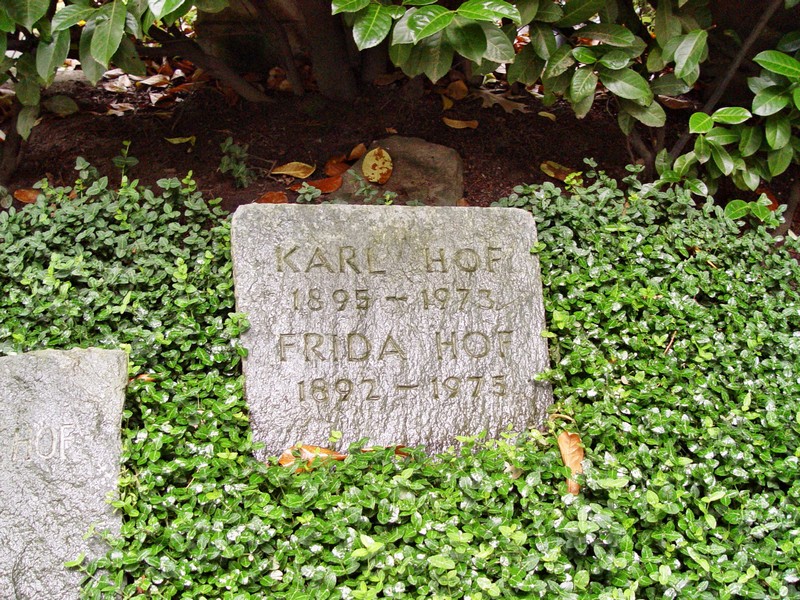 KARL HOF
1895 - 1973
FRIDA HOF
1892 - 1975
HOF